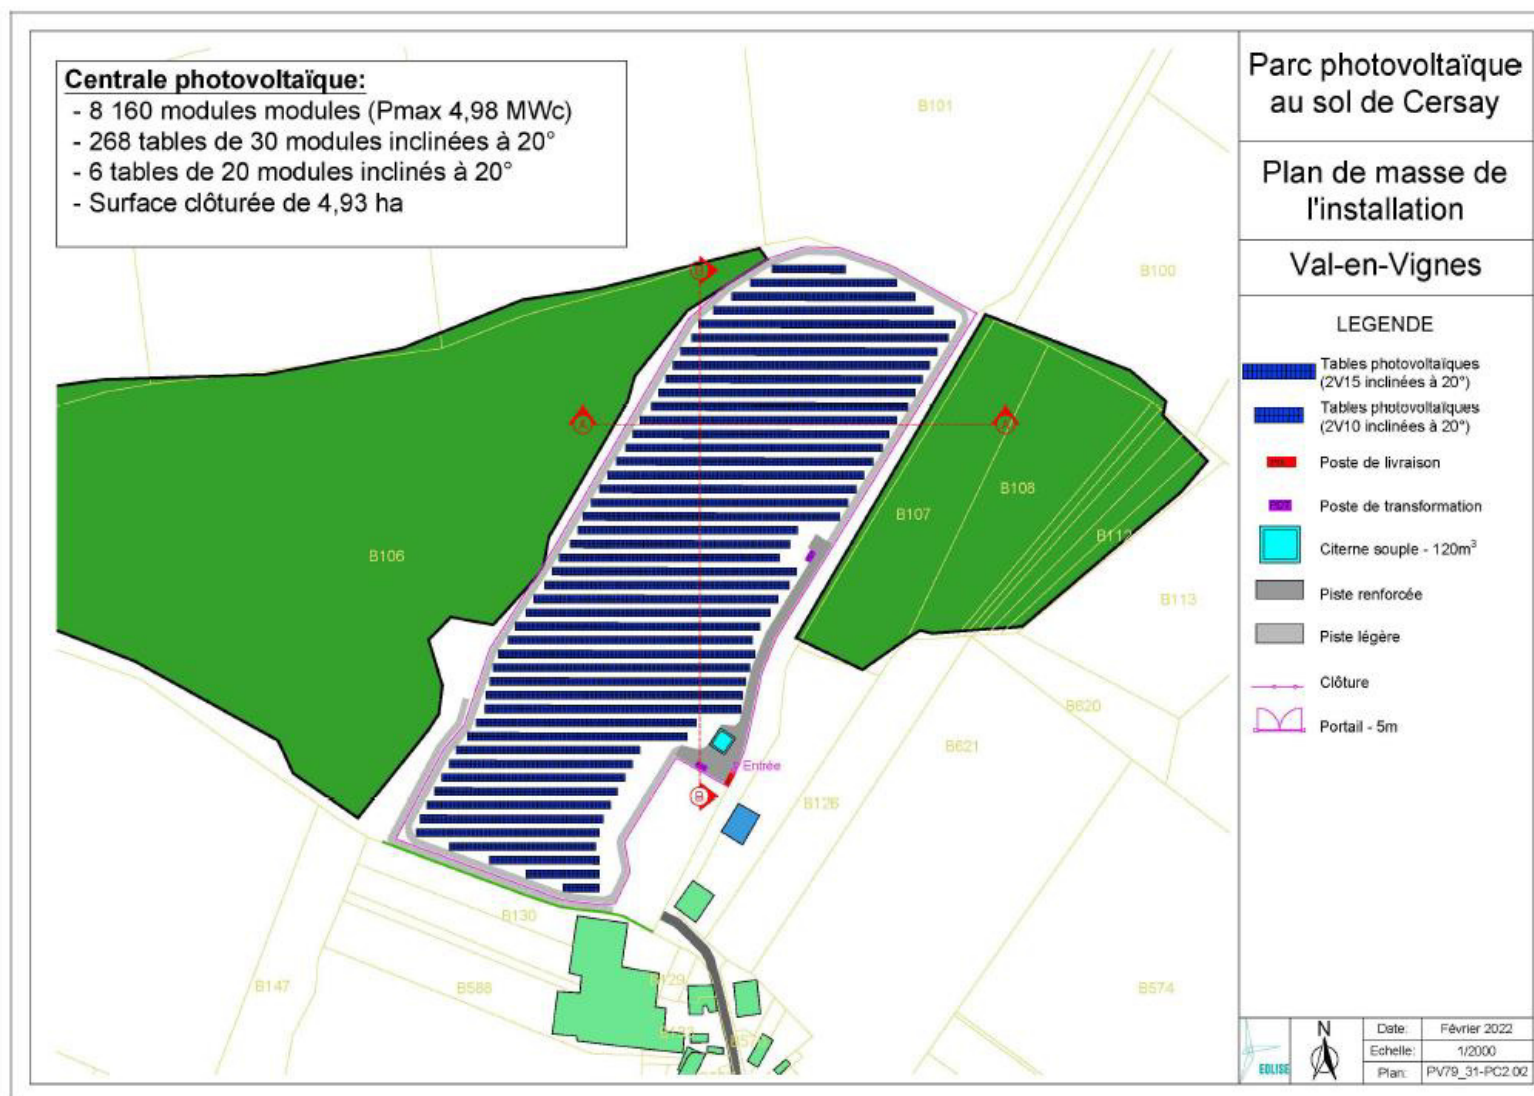 Centrale photovoltaïque:
- 8 160 modules modules (Pmax 4,98 MWc)
- 268 tables de 30 modules inclinées à 20°
- 6 tables de 20 modules inclinés à 20°
- Surface clôturée de 4,93 ha
B101
B100
B108
B107
B106
B112
B113
B620
B621
Entrée
B
B126
B130
B147
B588
B129
B574
Parc photovoltaïque
au sol de Cersay
Plan de masse de
l'installation
Val-en-Vignes
LEGENDE
Tables photovoltaïques
(2V15 inclinées à 20°)
Tables photovoltaïques
(2V10 inclinées à 20°)
Poste de livraison
Poste de transformation
Citerne souple - 120m³
Piste renforcée
Piste légère
Clôture
Portail - 5m
EOLISE
N
Date: Février 2022
Echelle: 1/2000
Plan: PV79_31-PC2.02